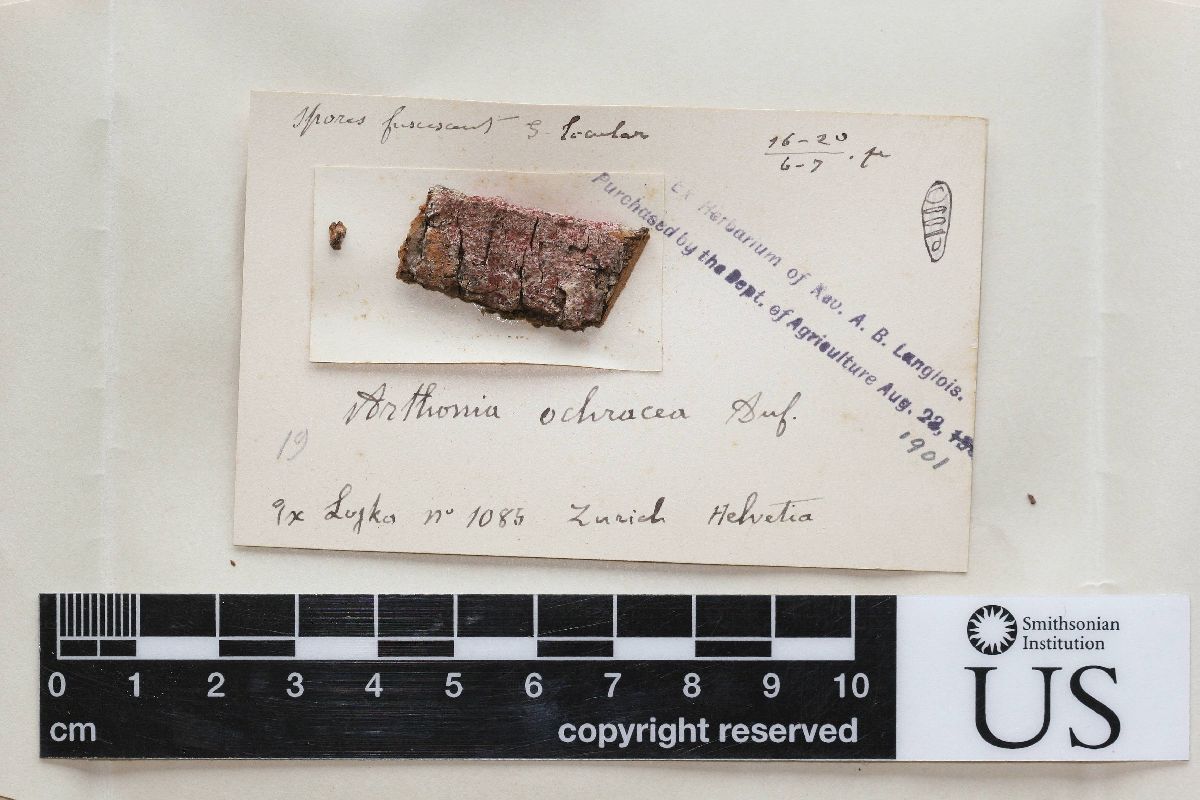 Spores fuscescent 5-locular
16-20
6-7 . µ
Ex Herbarium of Rev. A. B. Langlois.
Purchased by the Dept. of Agriculture Aug. 22,
1901
Arthonia ochracea Duf.
19
Ex Lojka no 1085 Zurich Helvetia
0 1 2 3 4 5 6 7 8 9 10
cm
copyright reserved
Smithsonian
Institution
US